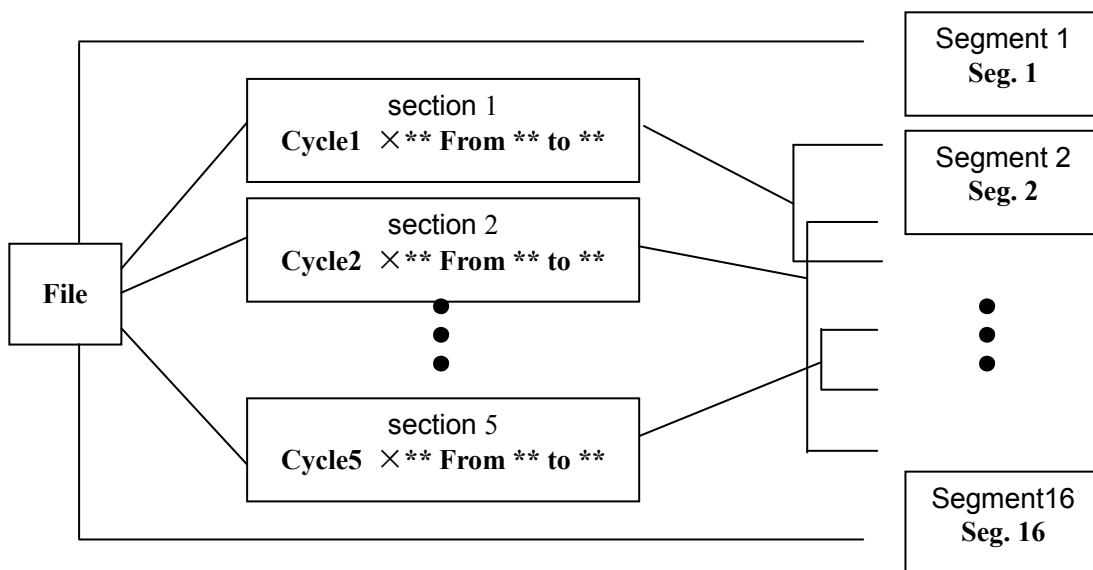 File
section 1
Cycle1 ×** From ** to **
section 2
Cycle2 ×** From ** to **
section 5
Cycle5 ×** From ** to **
Segment 1
Seg. 1
Segment 2
Seg. 2
Segment16
Seg. 16